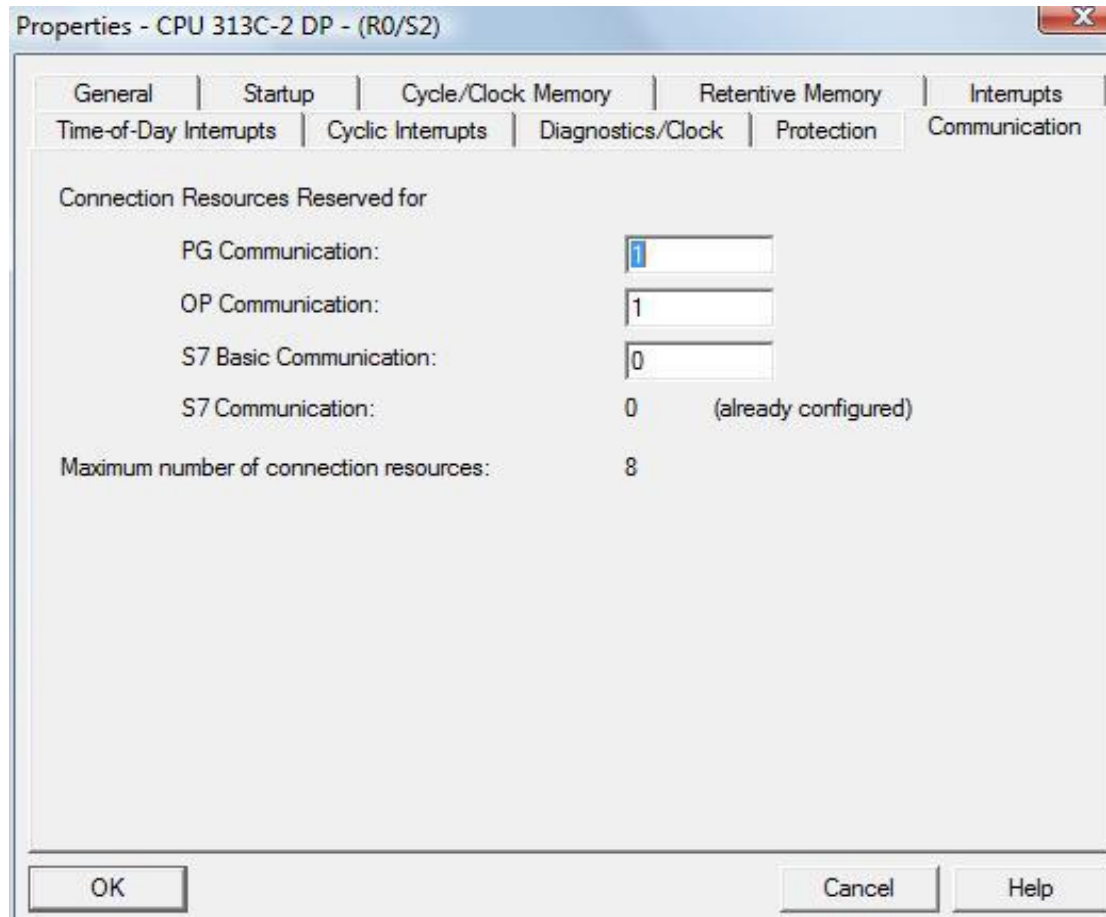 Properties - CPU 313C-2 DP - (R0/S2)
General Startup Cycle/Clock Memory Retentive Memory Interrupts
Time-of-Day Interrupts Cyclic Interrupts Diagnostics/Clock Protection Communication
Connection Resources Reserved for
PG Communication: 1
OP Communication: 1
S7 Basic Communication: 0
S7 Communication: 0 (already configured)
Maximum number of connection resources: 8
OK Cancel Help